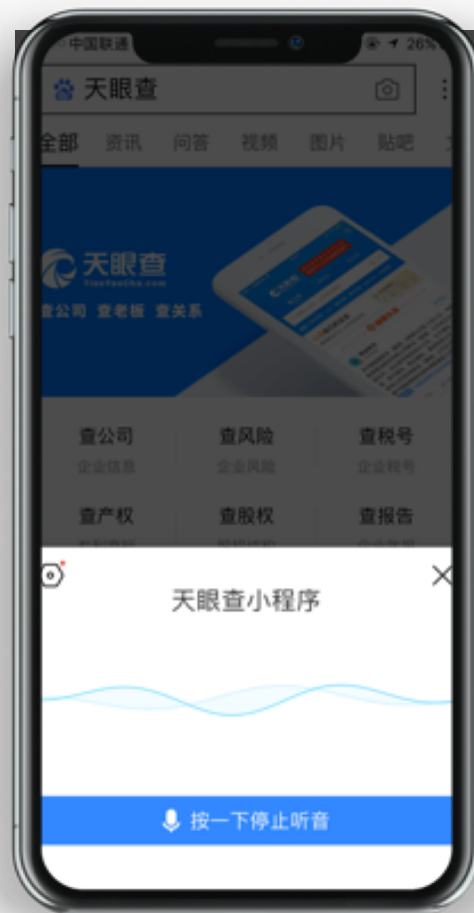 中国联通 26%
天眼查
全部 资讯 问答 视频 图片 贴吧
天眼查
TianYanCha.com
查公司 查老板 查关系
查公司 查风险 查税号
企业信息 企业风险 企业税号
查产权 查股权 查报告
天眼查小程序
按一下停止听音